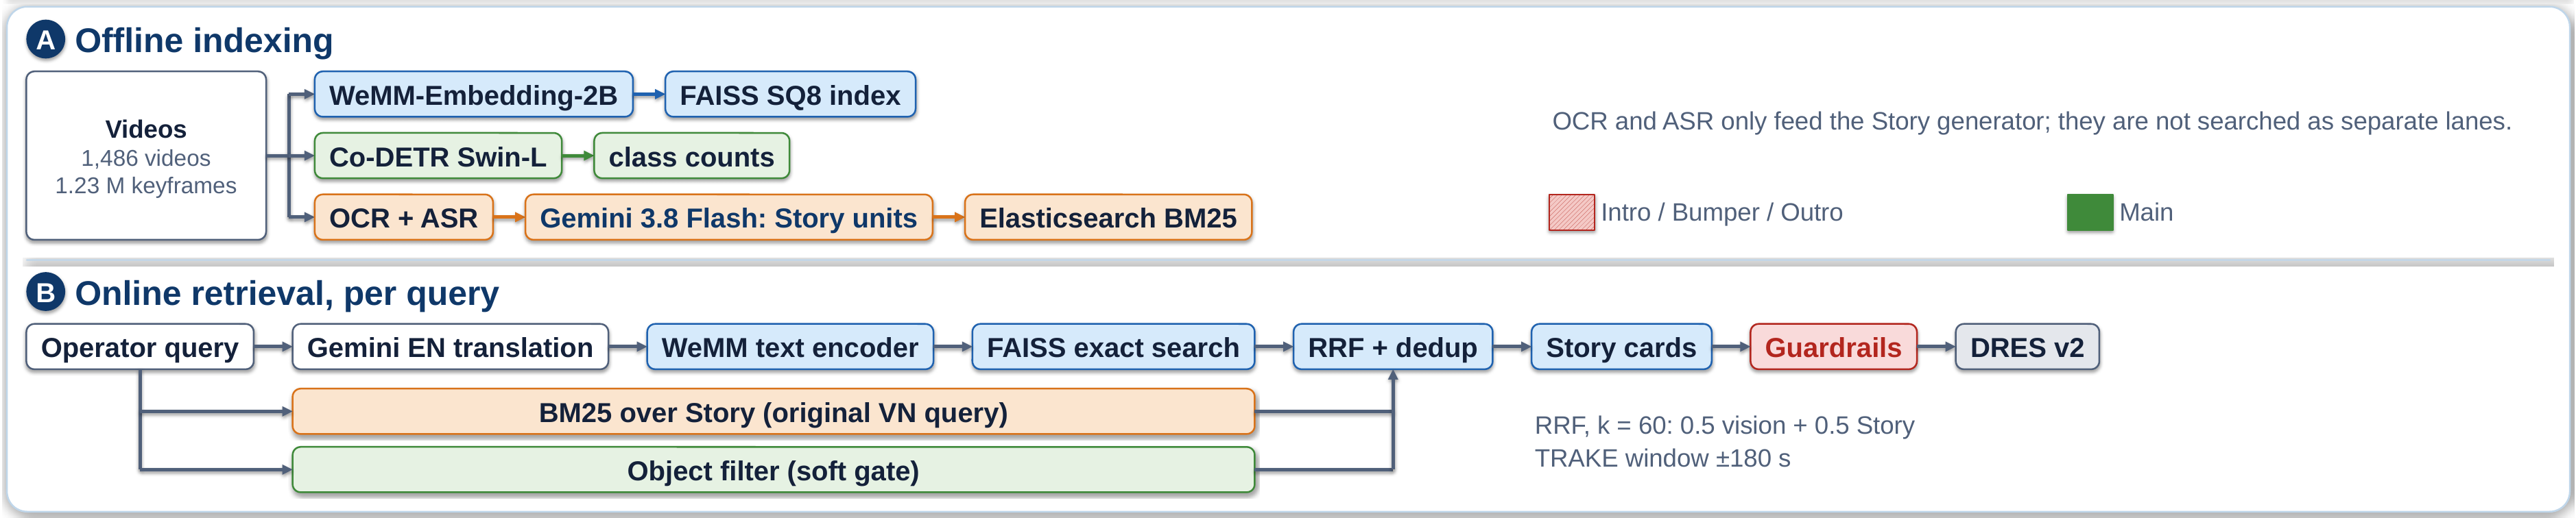 A Offline indexing
Videos
1,486 videos
1.23 M keyframes
WeMM-Embedding-2B
FAISS SQ8 index
Co-DETR Swin-L
class counts
OCR + ASR
Gemini 3.8 Flash: Story units
Elasticsearch BM25
OCR and ASR only feed the Story generator; they are not searched as separate lanes.
Intro / Bumper / Outro
Main
B Online retrieval, per query
Operator query
Gemini EN translation
WeMM text encoder
FAISS exact search
RRF + dedup
Story cards
Guardrails
DRES v2
BM25 over Story (original VN query)
Object filter (soft gate)
RRF, k = 60: 0.5 vision + 0.5 Story
TRAKE window ±180 s